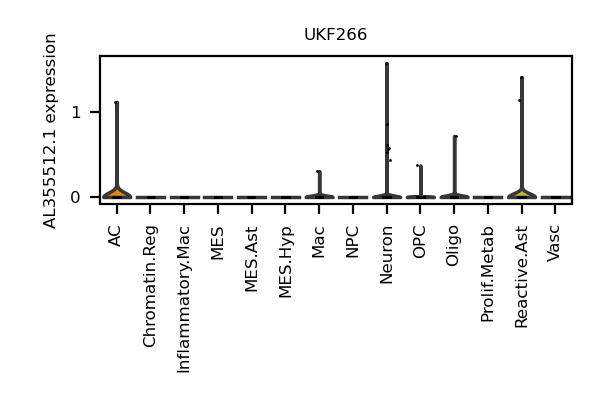 UKF266
AL355512.1 expression
1
0
AC
Chromatin.Reg
Inflammatory.Mac
MES
MES.Ast
MES.Hyp
Mac
NPC
Neuron
OPC
Oligo
Prolif.Metab
Reactive.Ast
Vasc